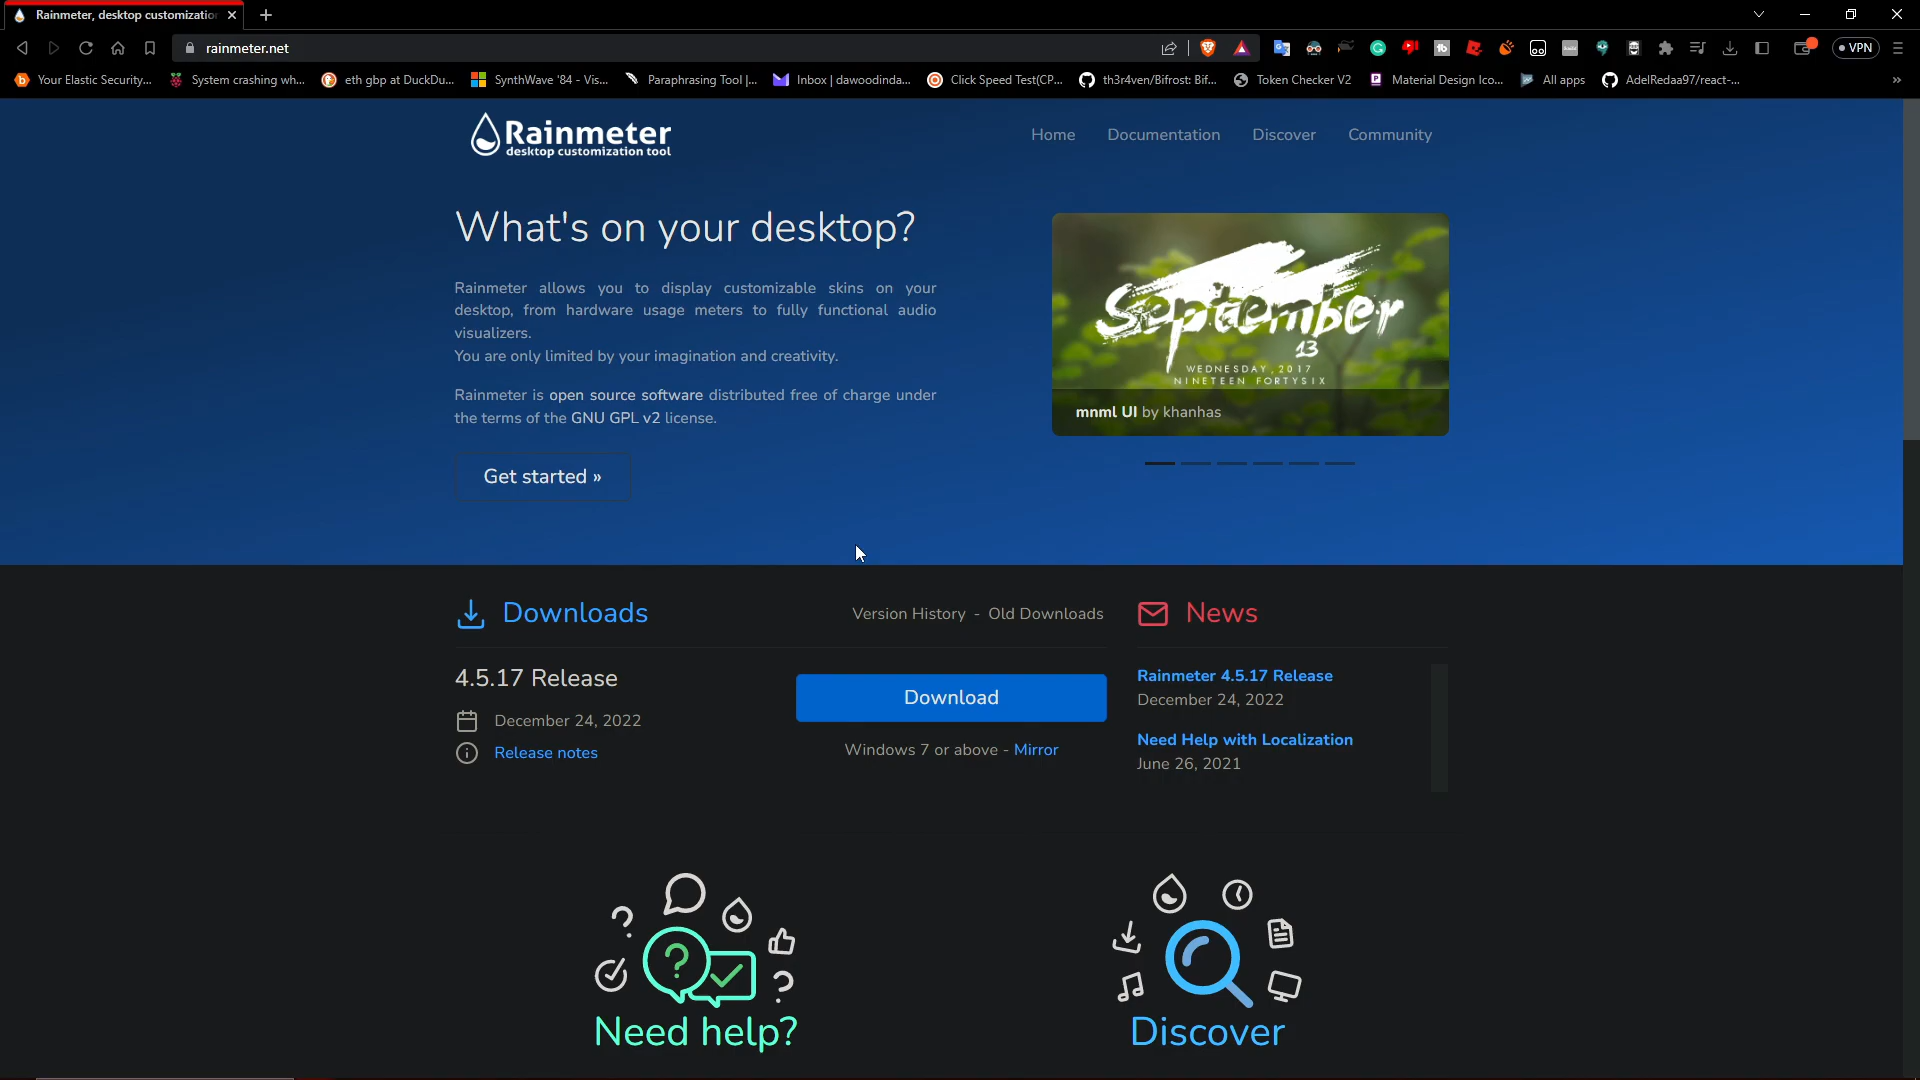 Rainmeter, desktop customizatio
rainmeter.net
VPN
Your Elastic Security...
System crashing wh...
eth gbp at DuckDu...
SynthWave '84 - Vis...
Paraphrasing Tool |...
Inbox | dawoodinda...
Click Speed Test(CP...
th3r4ven/Bifrost: Bif...
Token Checker V2
Material Design Ico...
All apps
AdelRedaa97/react-...
»
Rainmeter
desktop customization tool
Home
Documentation
Discover
Community
What's on your desktop?
Rainmeter allows you to display customizable skins on your
desktop, from hardware usage meters to fully functional audio
visualizers.
You are only limited by your imagination and creativity.
Rainmeter is open source software distributed free of charge under
the terms of the GNU GPL v2 license.
Get started »
September
13
WEDNESDAY, 2017
NINETEEN FORTYSIX
mnml UI by khanhas
Downloads
Version History - Old Downloads
4.5.17 Release
December 24, 2022
Release notes
Download
Windows 7 or above - Mirror
News
Rainmeter 4.5.17 Release
December 24, 2022
Need Help with Localization
June 26, 2021
Need help?
Discover